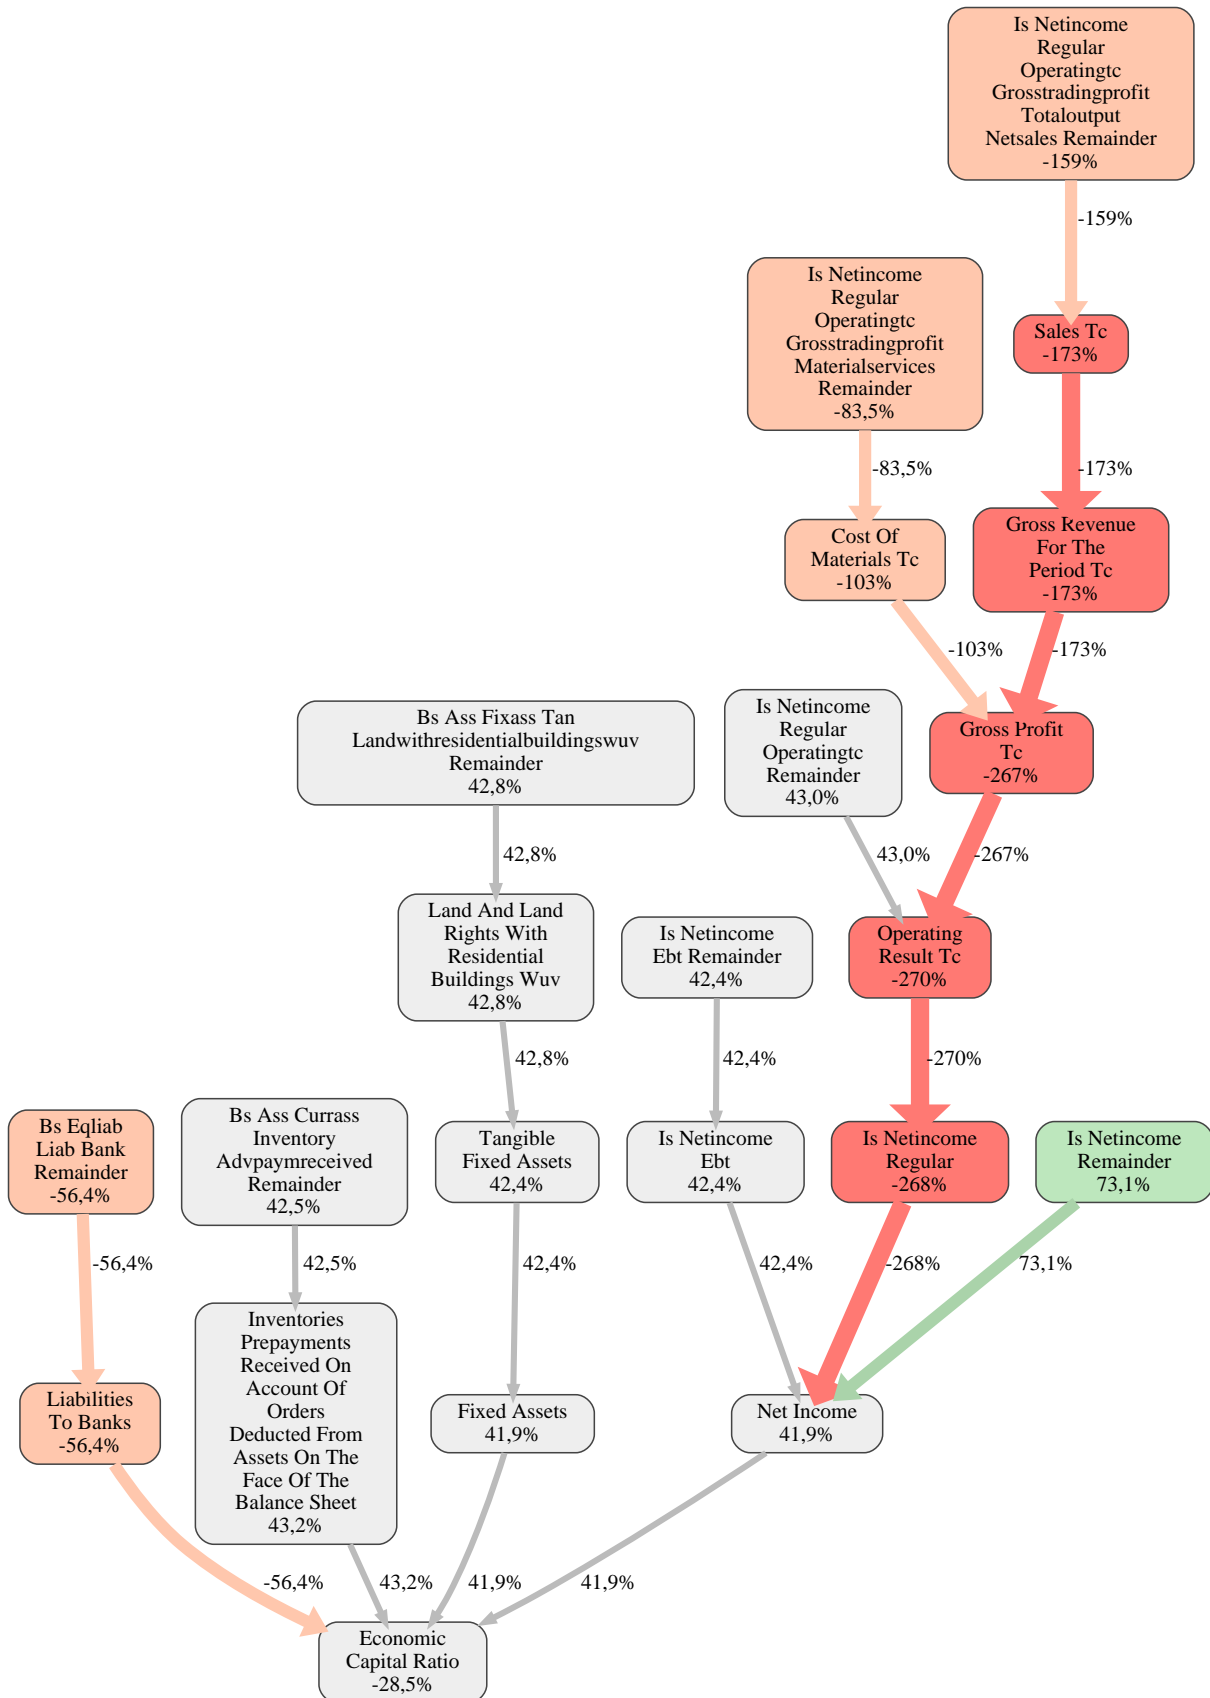 Is Netincome
Regular
Operatingtc
Grosstradingprofit
Totaloutput
Netsales Remainder
-159%
-159%
Is Netincome
Regular
Operatingtc
Grosstradingprofit
Materialservices
Remainder
-83,5%
Sales Tc
-173%
-83,5%
-173%
Cost Of
Materials Tc
-103%
Gross Revenue
For The
Period Tc
-173%
-103%
-173%
Bs Ass Fixass Tan
Landwithresidentialbuildingswuv
Remainder
42,8%
Is Netincome
Regular
Operatingtc
Remainder
43,0%
Gross Profit
Tc
-267%
42,8%
43,0%
-267%
Land And Land
Rights With
Residential
Buildings Wuv
42,8%
Is Netincome
Ebt Remainder
42,4%
Operating
Result Tc
-270%
42,8%
42,4%
-270%
Bs Eqliab
Liab Bank
Remainder
-56,4%
Bs Ass Currass
Inventory
Advpaymreceived
Remainder
42,5%
Tangible
Fixed Assets
42,4%
Is Netincome
Ebt
42,4%
Is Netincome
Regular
-268%
Is Netincome
Remainder
73,1%
-56,4%
42,5%
42,4%
42,4%
-268%
73,1%
Liabilities
To Banks
-56,4%
Inventories
Prepayments
Received On
Account Of
Orders
Deducted From
Assets On The
Face Of The
Balance Sheet
43,2%
Fixed Assets
41,9%
Net Income
41,9%
-56,4%
43,2%
41,9%
41,9%
Economic
Capital Ratio
-28,5%